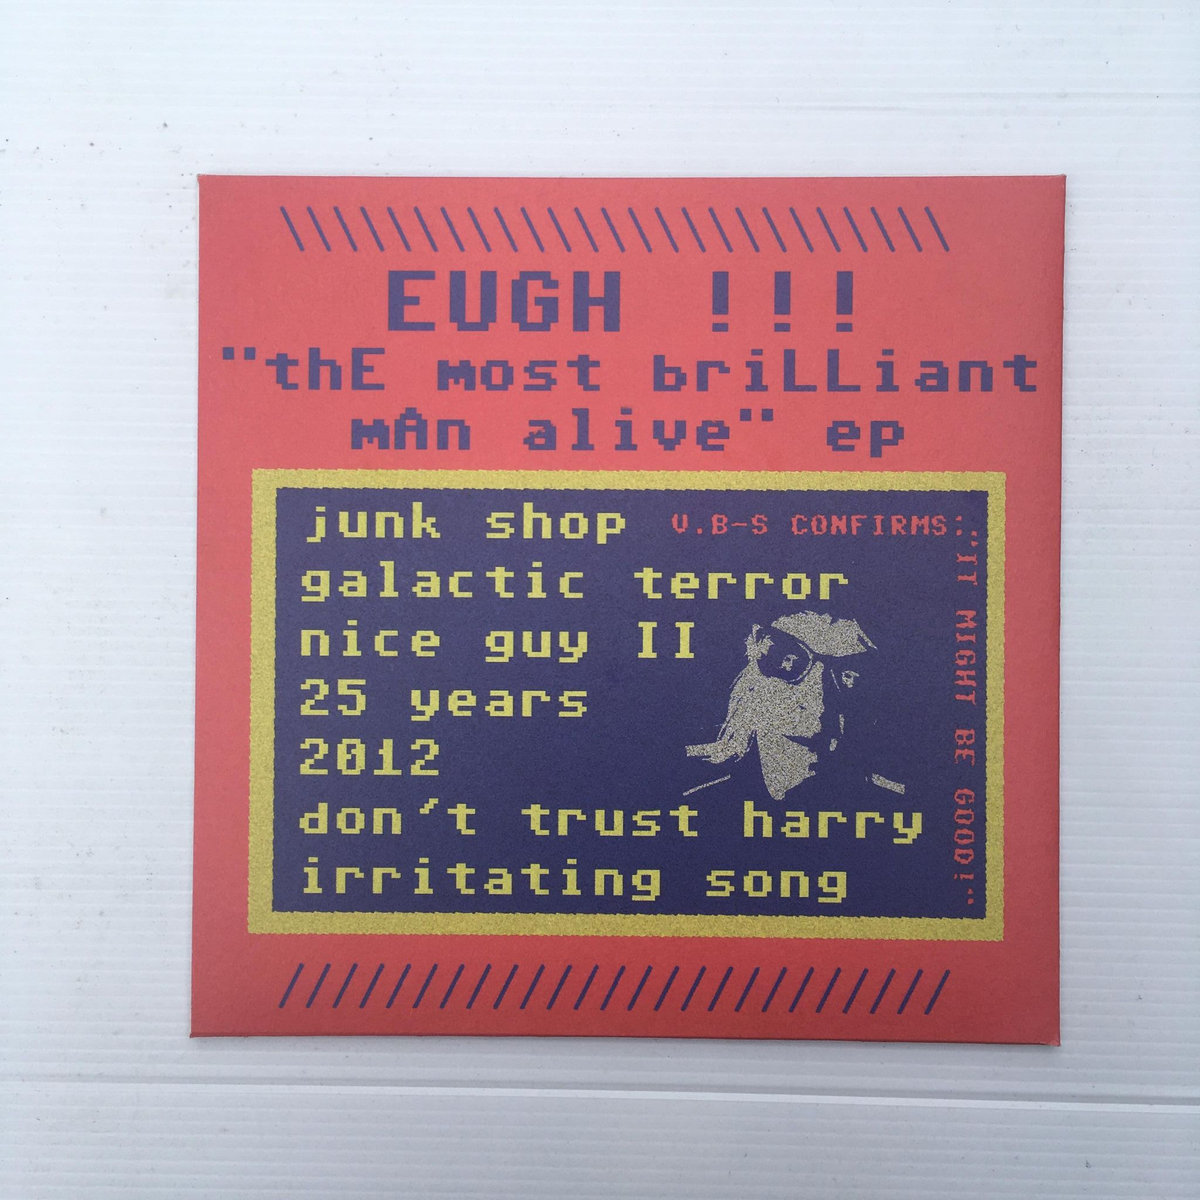 EUGH !!!
"thE most briLLiant
mAn alive" ep
junk shop
V.B-S CONFIRMS:
"IT MIGHT BE GOOD!"
galactic terror
nice guy II
25 years
2012
don't trust harry
irritating song